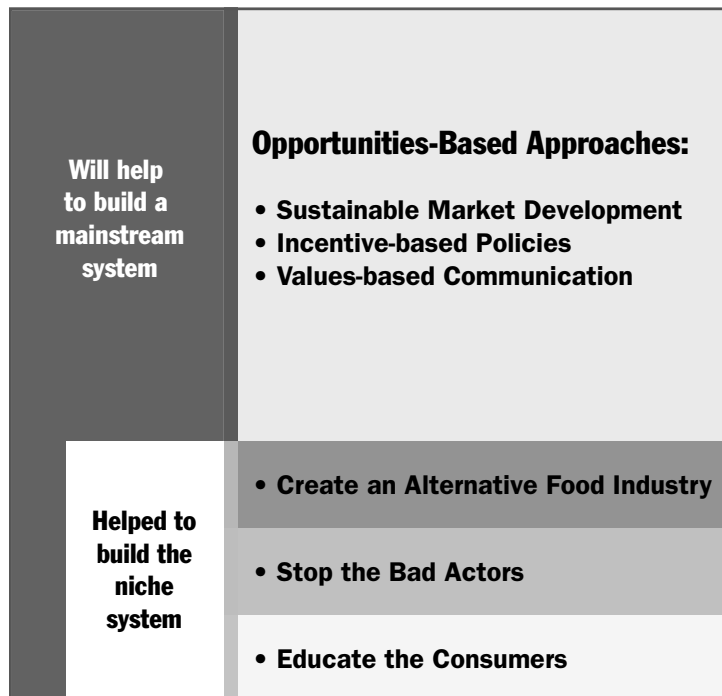 Will help
to build a
mainstream
system
Opportunities-Based Approaches:
• Sustainable Market Development
• Incentive-based Policies
• Values-based Communication
Helped to
build the
niche
system
• Create an Alternative Food Industry
• Stop the Bad Actors
• Educate the Consumers